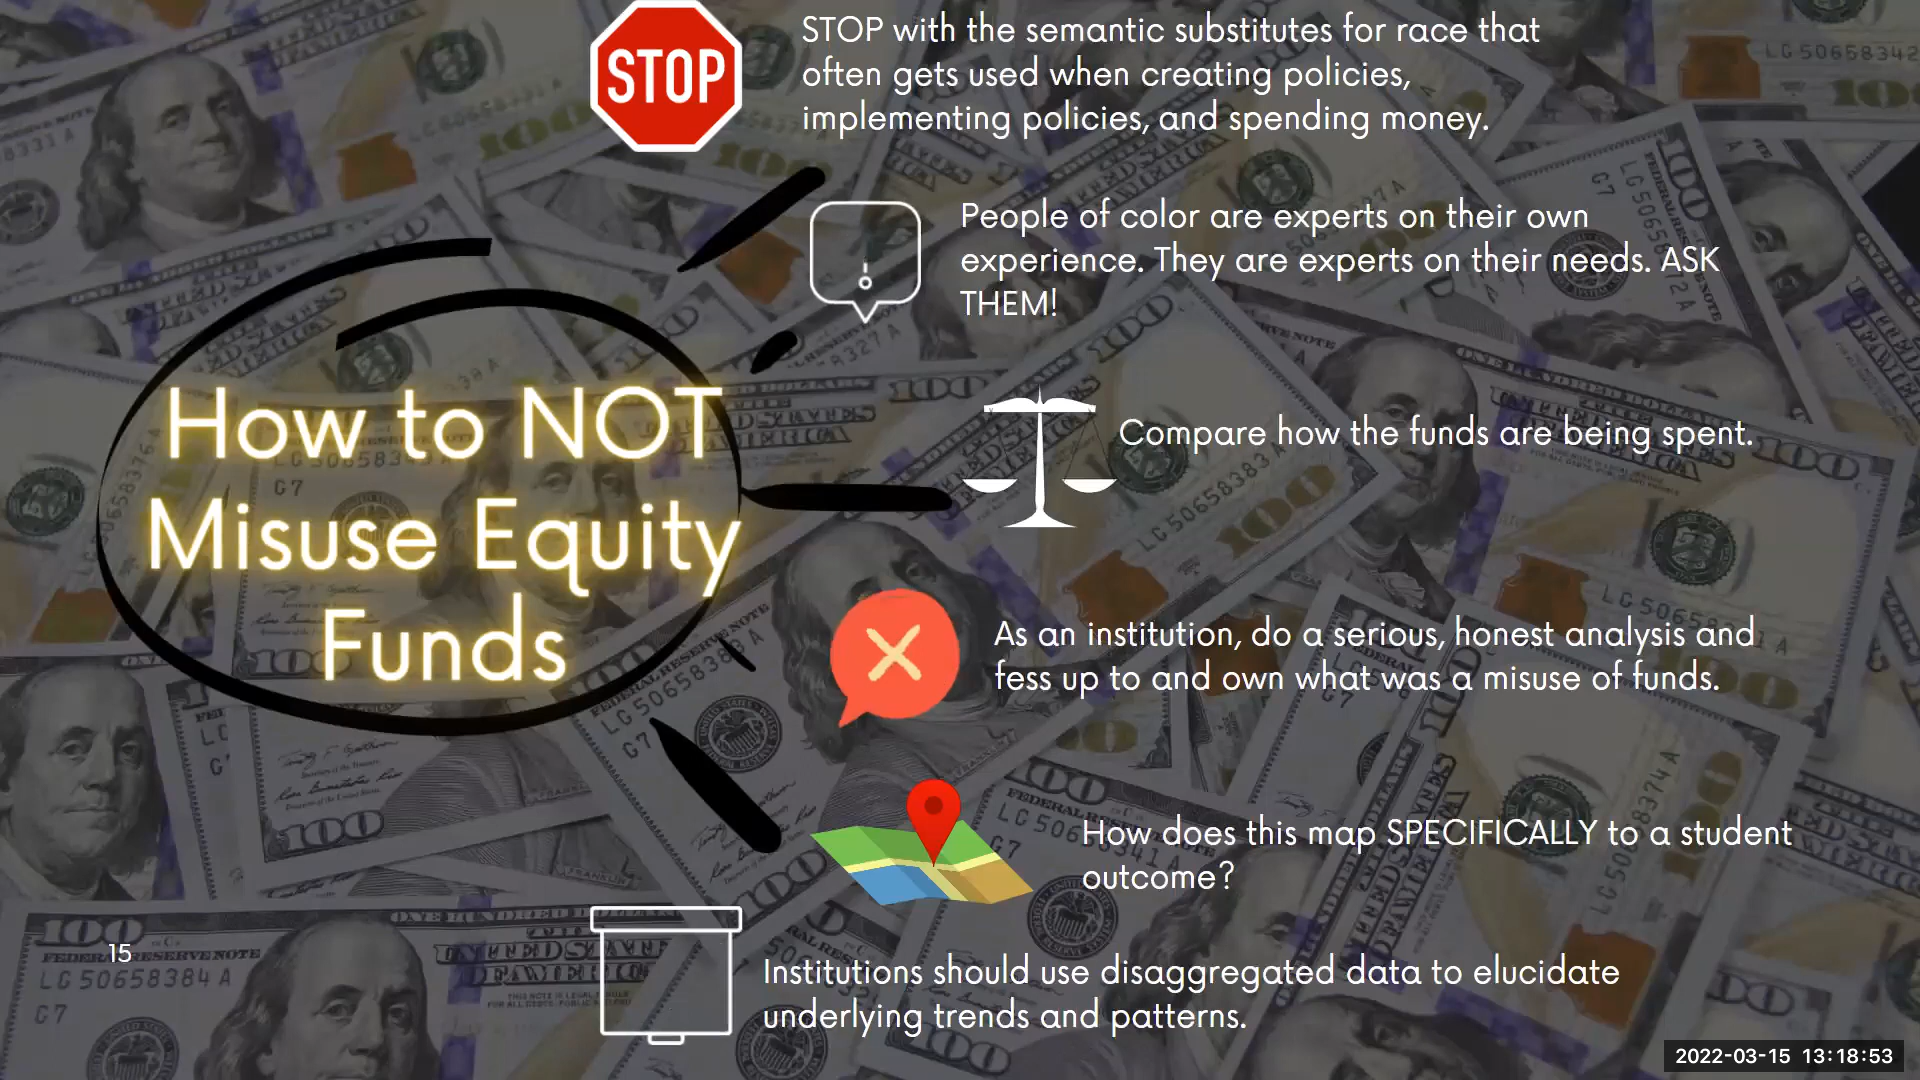 STOP
STOP with the semantic substitutes for race that
often gets used when creating policies,
implementing policies, and spending money.
People of color are experts on their own
experience. They are experts on their needs. ASK
THEM!
How to NOT
Misuse Equity
Funds
Compare how the funds are being spent.
As an institution, do a serious, honest analysis and
fess up to and own what was a misuse of funds.
How does this map SPECIFICALLY to a student
outcome?
Institutions should use disaggregated data to elucidate
underlying trends and patterns.
15
2022-03-15 13:18:53